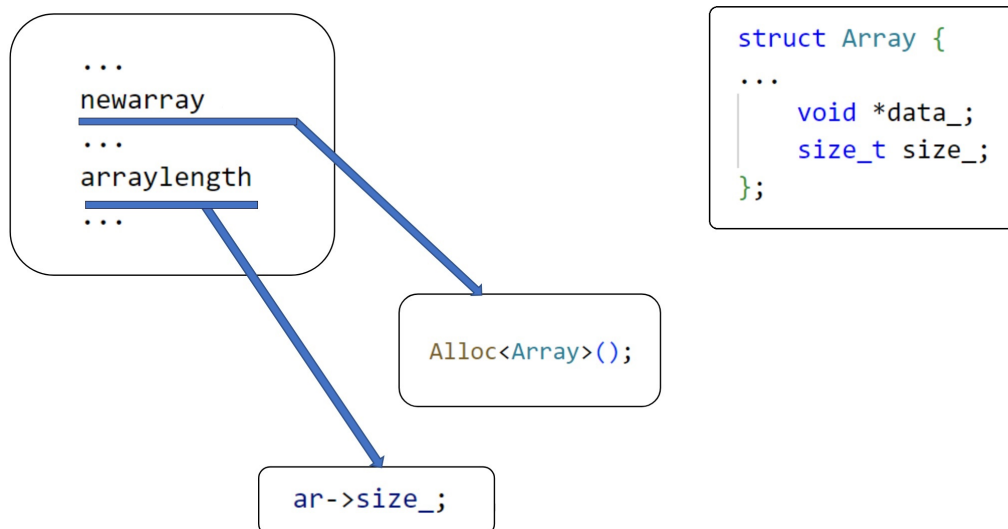 ...
newarray
...
arraylength
...
struct Array {
...
void *data_;
size_t size_;
};
Alloc<Array>();
ar->size_;